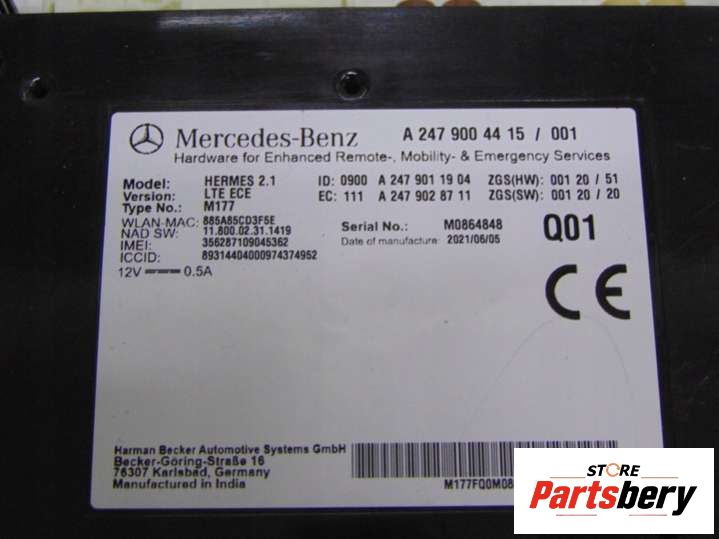 Mercedes-Benz A 247 900 44 15 / 001
Hardware for Enhanced Remote-, Mobility- & Emergency Services
Model: HERMES 2.1 ID: 0900 A 247 901 19 04 ZGS(HW): 001 20 / 51
Version: LTE ECE EC: 111 A 247 902 87 11 ZGS(SW): 001 20 / 20
Type No.: M177
WLAN-MAC: 885A85CD3F5E Serial No.: M0864848 Q01
NAD SW: 11.800.02.31.1419 Date of manufacture: 2021/06/05
IMEI: 356287109045362
ICCID: 89314404000974374952
12V 0.5A
CE
Harman Becker Automotive Systems GmbH
Becker-Göring-Straße 16
76307 Karlsbad, Germany
Manufactured in India M177FQ0M08
STORE
Partsbery